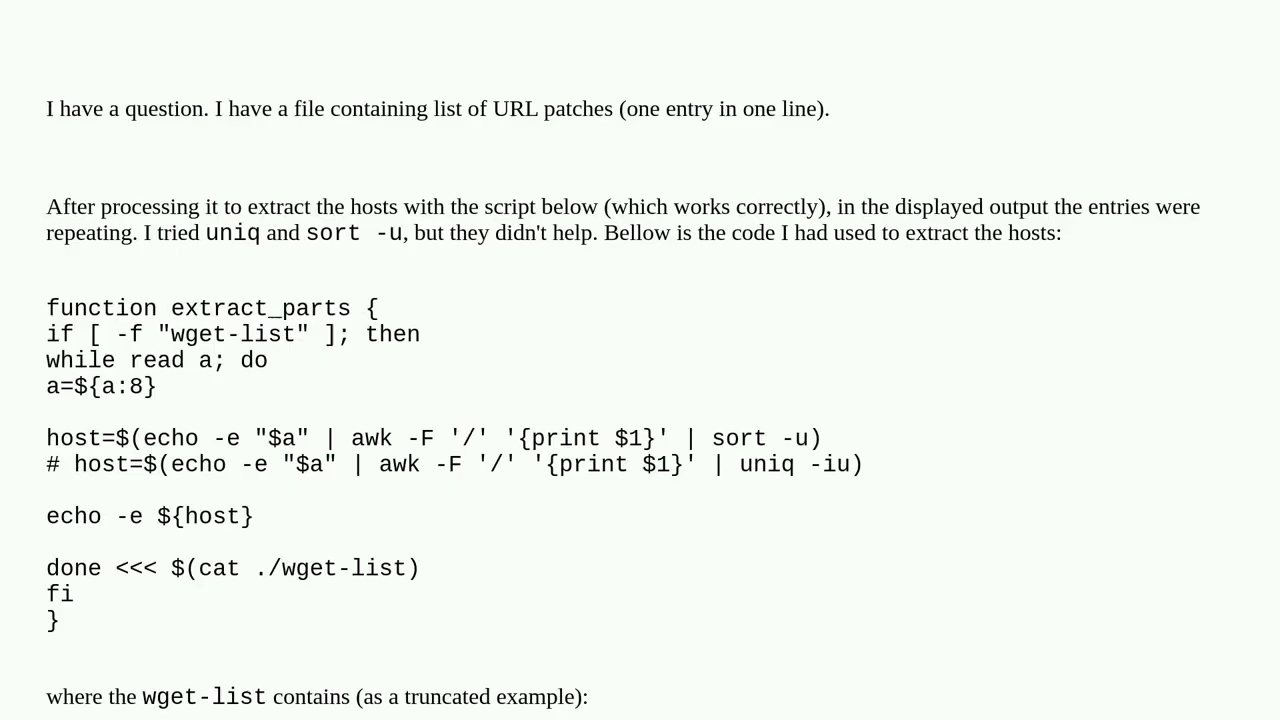 I have a question. I have a file containing list of URL patches (one entry in one line).
After processing it to extract the hosts with the script below (which works correctly), in the displayed output the entries were
repeating. I tried uniq and sort -u, but they didn't help. Bellow is the code I had used to extract the hosts:
function extract_parts {
if [ -f "wget-list" ]; then
while read a; do
a=${a:8}
host=$(echo -e "$a" | awk -F '/' '{print $1}' | sort -u)
# host=$(echo -e "$a" | awk -F '/' '{print $1}' | uniq -iu)
echo -e ${host}
done <<< $(cat ./wget-list)
fi
}
where the wget-list contains (as a truncated example):